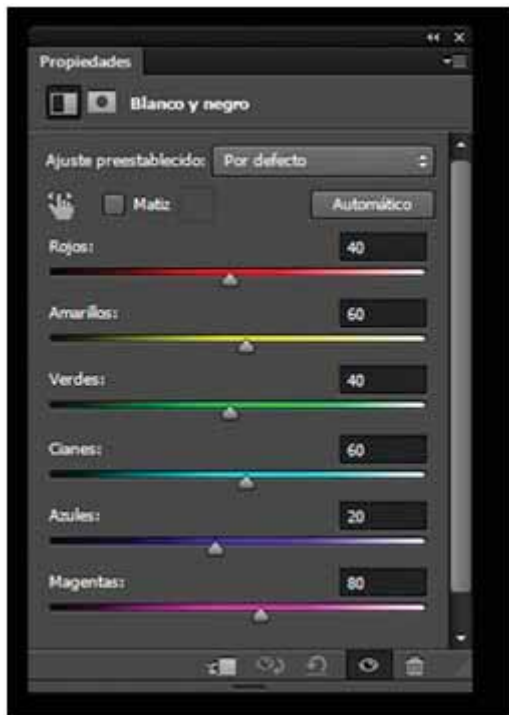 Propiedades
Blanco y negro
Ajuste preestablecido: Por defecto
Matiz Automático
Rojos: 40
Amarillos: 60
Verdes: 40
Cianes: 60
Azules: 20
Magentas: 80